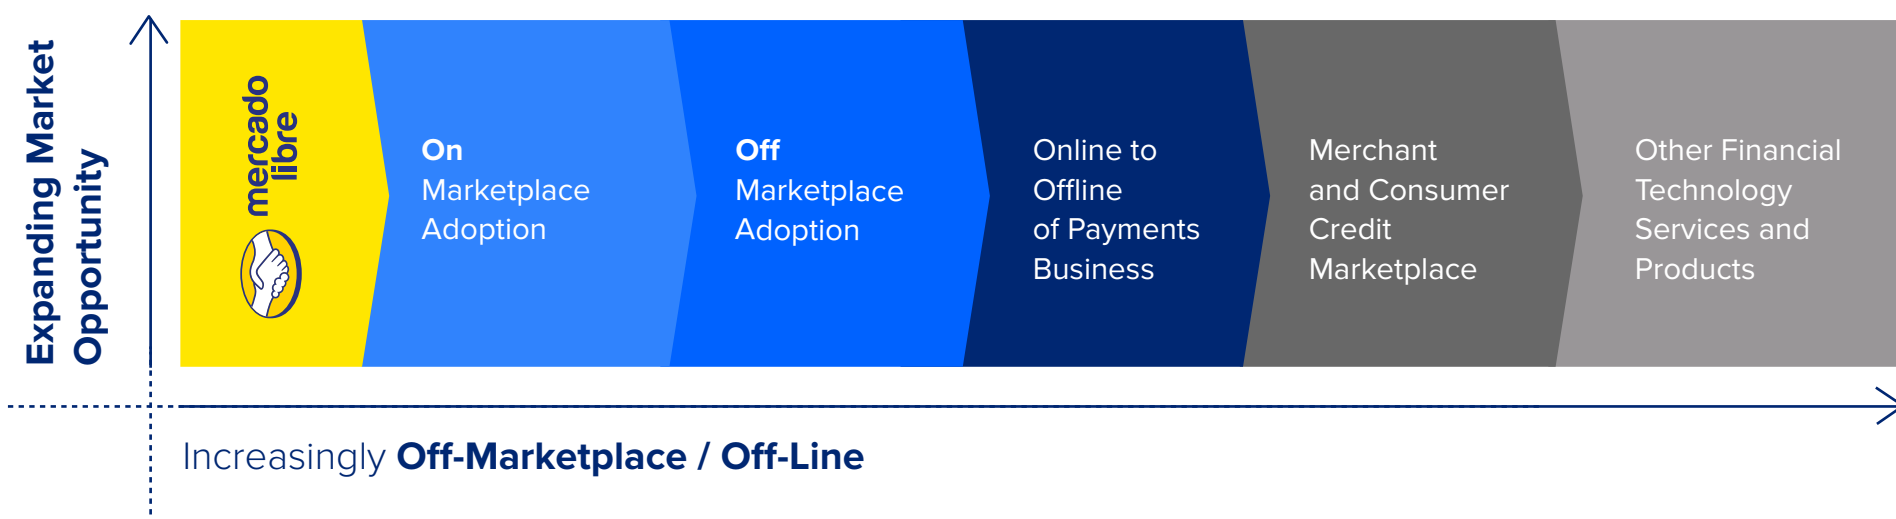 Expanding Market
Opportunity
mercado
libre
On
Marketplace
Adoption
Off
Marketplace
Adoption
Online to
Offline
of Payments
Business
Merchant
and Consumer
Credit
Marketplace
Other Financial
Technology
Services and
Products
Increasingly Off-Marketplace / Off-Line